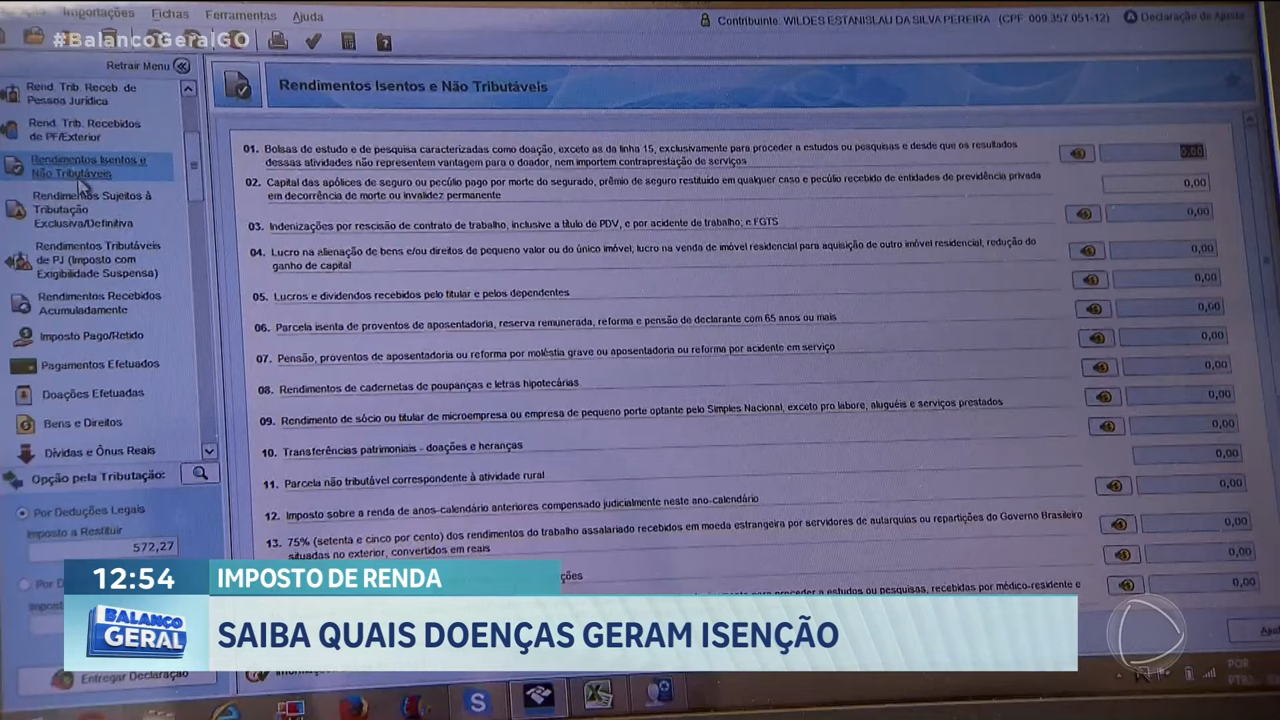 Importações Fichas Ferramentas Ajuda
Contribuinte: WILDES ESTANISLAU DA SILVA PEREIRA (CPF 009.357.051-12) Declaração de Ajuste
#BalancoGeralGO
Retrair Menu
Rend. Trib. Receb. de
Pessoa Jurídica
Rend. Trib. Recebidos
de PF/Exterior
Rendimentos Isentos e
Não Tributáveis
Rendimentos Sujeitos à
Tributação
Exclusiva/Definitiva
Rendimentos Tributáveis
de PJ (Imposto com
Exigibilidade Suspensa)
Rendimentos Recebidos
Acumuladamente
Imposto Pago/Retido
Pagamentos Efetuados
Doações Efetuadas
Bens e Direitos
Dívidas e Ônus Reais
Opção pela Tributação:
Por Deduções Legais
Imposto a Restituir
572,27
Por D
Entregar Declaração
Rendimentos Isentos e Não Tributáveis
01. Bolsas de estudo e de pesquisa caracterizadas como doação, exceto as da linha 15, exclusivamente para proceder a estudos ou pesquisas e desde que os resultados
dessas atividades não representem vantagem para o doador, nem importem contraprestação de serviços
0,00
02. Capital das apólices de seguro ou pecúlio pago por morte do segurado, prêmio de seguro restituído em qualquer caso e pecúlio recebido de entidades de previdência privada
em decorrência de morte ou invalidez permanente
0,00
03. Indenizações por rescisão de contrato de trabalho, inclusive a título de PDV, e por acidente de trabalho; e FGTS
0,00
04. Lucro na alienação de bens e/ou direitos de pequeno valor ou do único imóvel, lucro na venda de imóvel residencial para aquisição de outro imóvel residencial, redução do
ganho de capital
0,00
05. Lucros e dividendos recebidos pelo titular e pelos dependentes
0,00
06. Parcela isenta de proventos de aposentadoria, reserva remunerada, reforma e pensão de declarante com 65 anos ou mais
0,00
07. Pensão, proventos de aposentadoria ou reforma por moléstia grave ou aposentadoria ou reforma por acidente em serviço
0,00
08. Rendimentos de cadernetas de poupanças e letras hipotecárias
0,00
09. Rendimento de sócio ou titular de microempresa ou empresa de pequeno porte optante pelo Simples Nacional, exceto pro labore, aluguéis e serviços prestados
0,00
10. Transferências patrimoniais - doações e heranças
0,00
11. Parcela não tributável correspondente à atividade rural
0,00
12. Imposto sobre a renda de anos-calendário anteriores compensado judicialmente neste ano-calendário
0,00
13. 75% (setenta e cinco por cento) dos rendimentos do trabalho assalariado recebidos em moeda estrangeira por servidores de autarquias ou repartições do Governo Brasileiro
situadas no exterior, convertidos em reais
0,00
ções
0,00
proceder a estudos ou pesquisas, recebidas por médico-residente e
0,00
12:54
IMPOSTO DE RENDA
BALANÇO
GERAL
SAIBA QUAIS DOENÇAS GERAM ISENÇÃO
POR